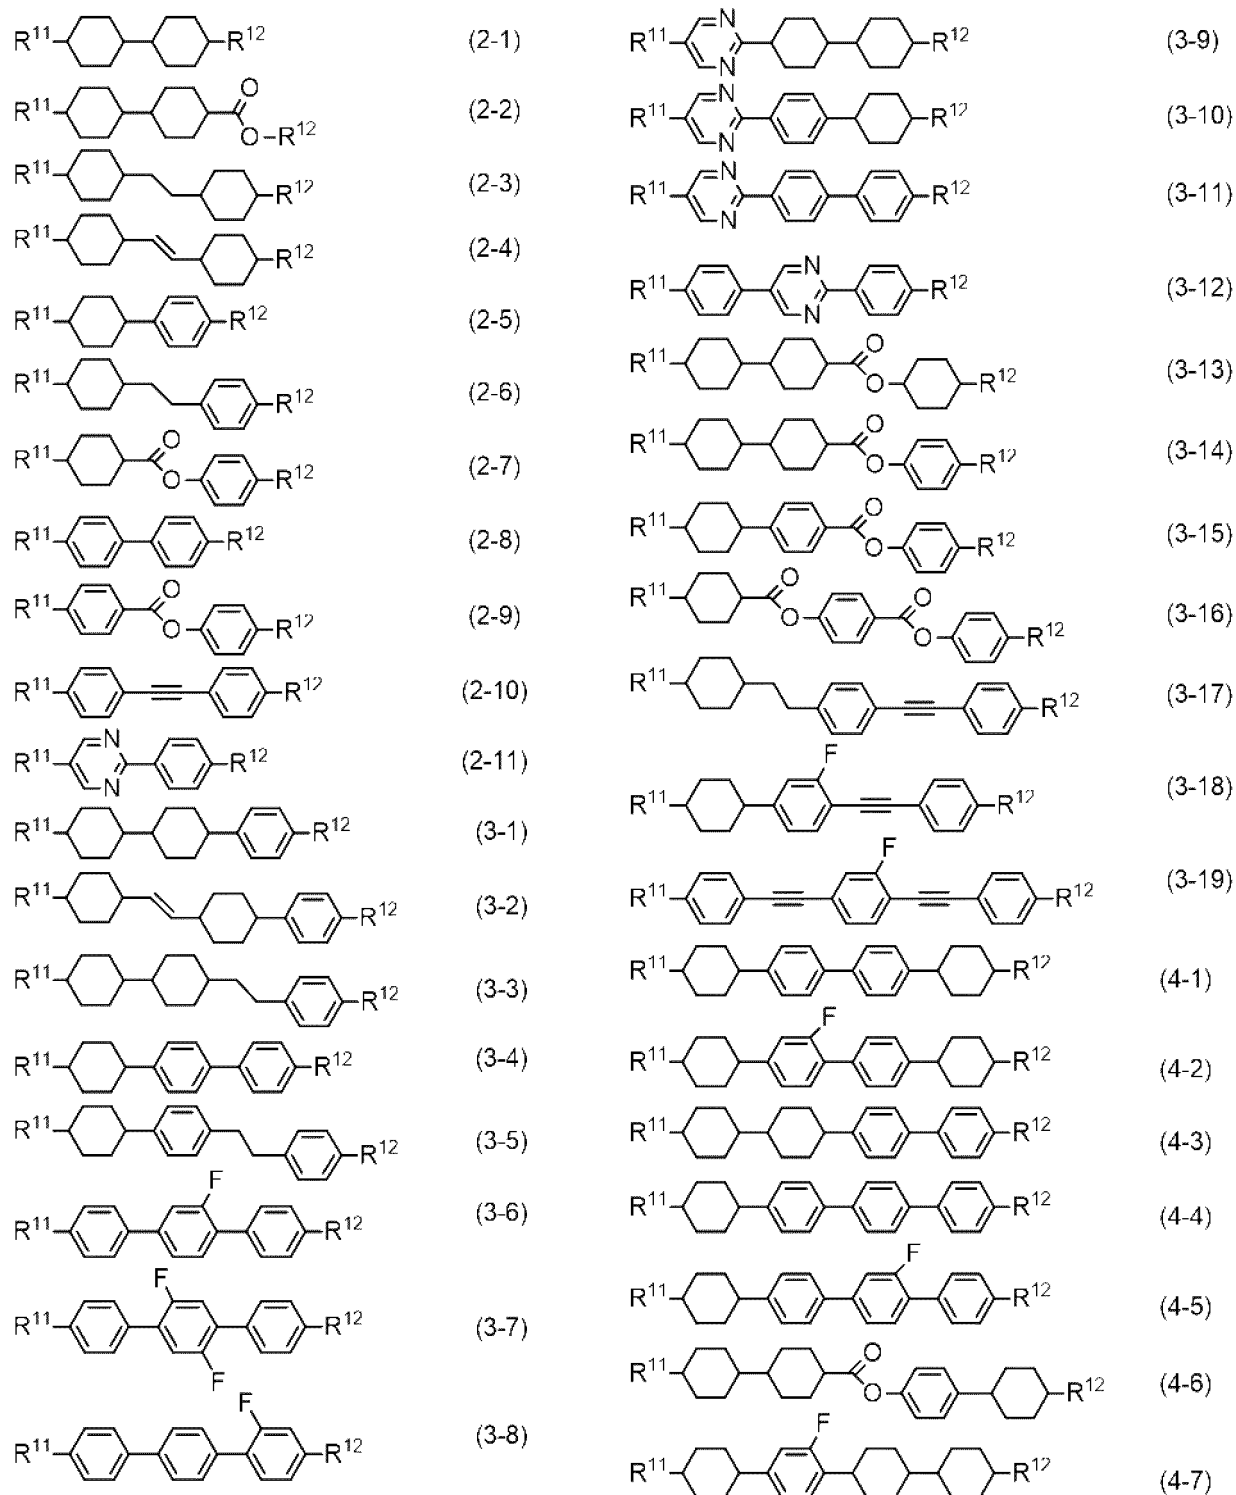 R¹¹ R¹² (2-1)
R¹¹ O O R¹² (2-2)
R¹¹ R¹² (2-3)
R¹¹ R¹² (2-4)
R¹¹ R¹² (2-5)
R¹¹ R¹² (2-6)
R¹¹ O O R¹² (2-7)
R¹¹ R¹² (2-8)
R¹¹ O O R¹² (2-9)
R¹¹ R¹² (2-10)
R¹¹ N N R¹² (2-11)
R¹¹ R¹² (3-1)
R¹¹ R¹² (3-2)
R¹¹ R¹² (3-3)
R¹¹ R¹² (3-4)
R¹¹ R¹² (3-5)
R¹¹ F R¹² (3-6)
R¹¹ F F R¹² (3-7)
R¹¹ F R¹² (3-8)
R¹¹ N N R¹² (3-9)
R¹¹ N N R¹² (3-10)
R¹¹ N N R¹² (3-11)
R¹¹ N N R¹² (3-12)
R¹¹ O O R¹² (3-13)
R¹¹ O O R¹² (3-14)
R¹¹ O O R¹² (3-15)
R¹¹ O O O O R¹² (3-16)
R¹¹ R¹² (3-17)
R¹¹ F R¹² (3-18)
R¹¹ F R¹² (3-19)
R¹¹ R¹² (4-1)
R¹¹ F R¹² (4-2)
R¹¹ R¹² (4-3)
R¹¹ R¹² (4-4)
R¹¹ F R¹² (4-5)
R¹¹ O O R¹² (4-6)
R¹¹ F R¹² (4-7)